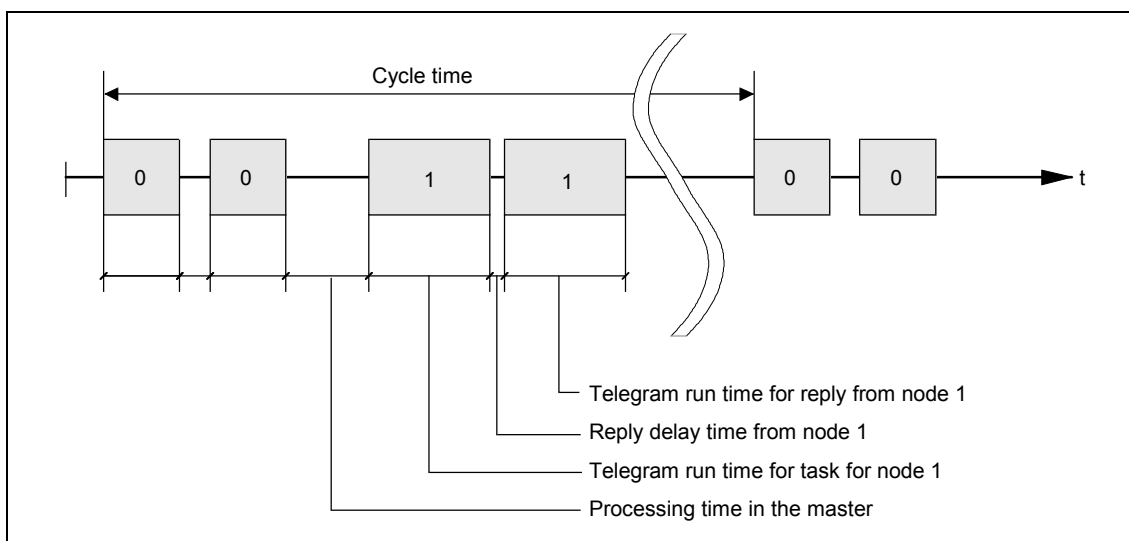 Cycle time
0
0
1
1
0
0
t
Telegram run time for reply from node 1
Reply delay time from node 1
Telegram run time for task for node 1
Processing time in the master